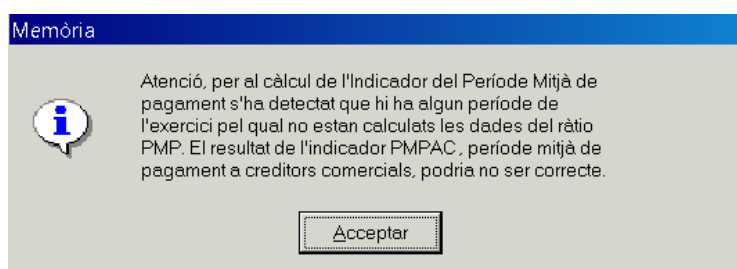 Memòria
Atenció, per al càlcul de l'Indicador del Període Mitjà de
pagament s'ha detectat que hi ha algun període de
l'exercici pel qual no estan calculats les dades del ràtio
PMP. El resultat de l'indicador PMPAC, període mitjà de
pagament a creditors comercials, podria no ser correcte.
Acceptar